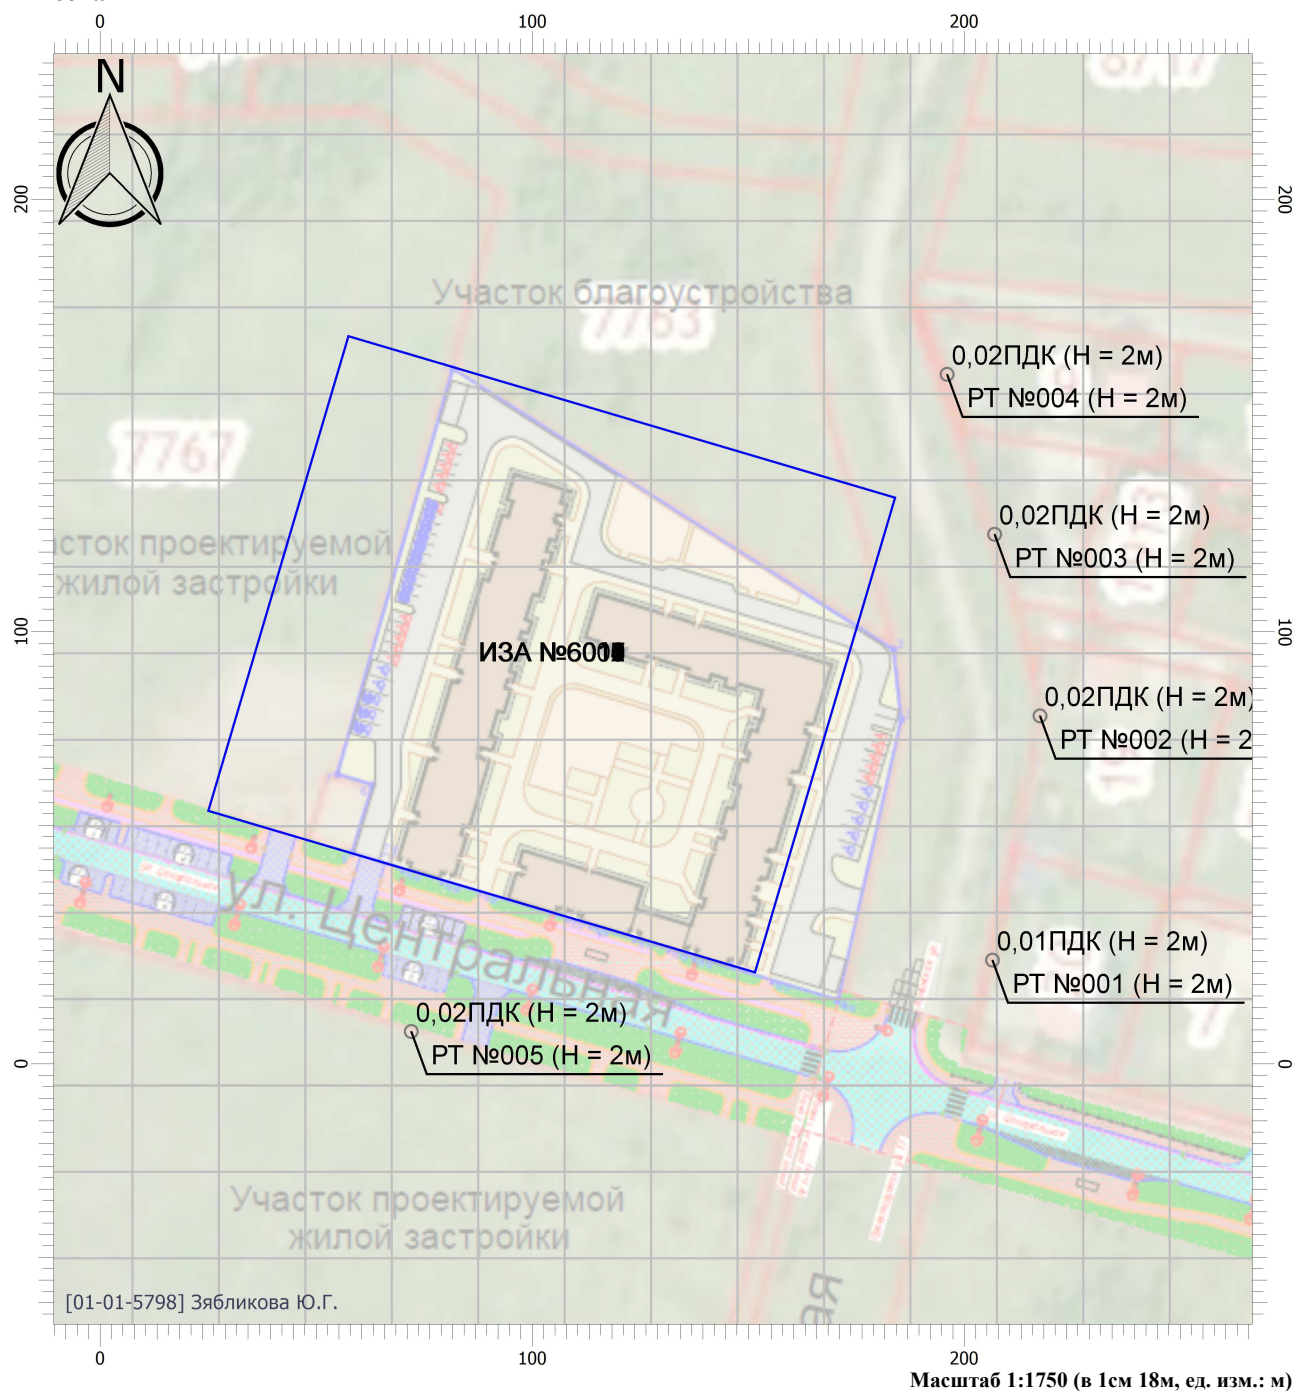 0 100 200
N
200 200
Участок благоустройства
7763
0,02ПДК (Н = 2м)
РТ №004 (Н = 2м)
7767
0,02ПДК (Н = 2м)
РТ №003 (Н = 2м)
сток проектируемой
жилой застройки
100 100
ИЗА №6001
0,02ПДК (Н = 2м)
РТ №002 (Н = 2
ул. Центральная
0,01ПДК (Н = 2м)
РТ №001 (Н = 2м)
0,02ПДК (Н = 2м)
РТ №005 (Н = 2м)
0 0
Участок проектируемой
жилой застройки
ая
[01-01-5798] Зябликова Ю.Г.
0 100 200
Масштаб 1:1750 (в 1см 18м, ед. изм.: м)